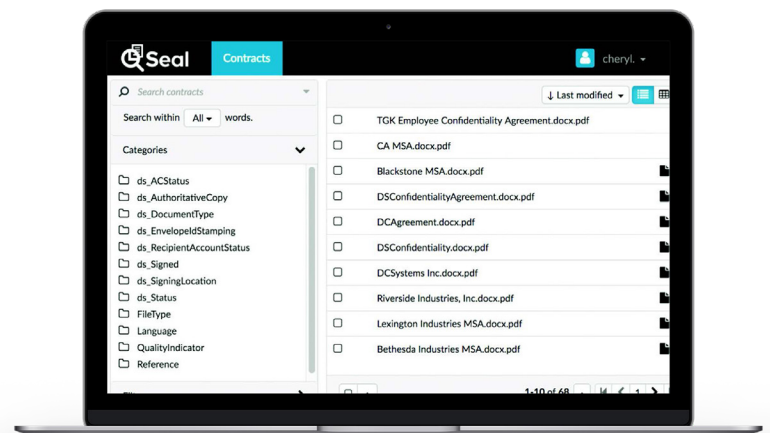 Seal
Contracts
cheryl.
Search contracts
Last modified
Search within All words.
Categories
ds_ACStatus
ds_AuthoritativeCopy
ds_DocumentType
ds_EnvelopeIdStamping
ds_RecipientAccountStatus
ds_Signed
ds_SigningLocation
ds_Status
FileType
Language
QualityIndicator
Reference
TGK Employee Confidentiality Agreement.docx.pdf
CA MSA.docx.pdf
Blackstone MSA.docx.pdf
DSConfidentialityAgreement.docx.pdf
DCAgreement.docx.pdf
DSConfidentiality.docx.pdf
DCSystems Inc.docx.pdf
Riverside Industries, Inc.docx.pdf
Lexington Industries MSA.docx.pdf
Bethesda Industries MSA.docx.pdf
1-10 of 68
1